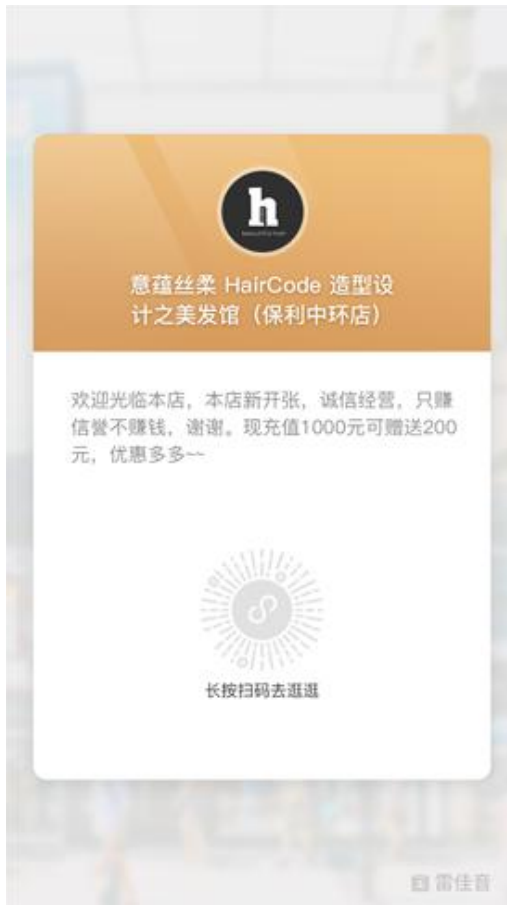 h
意蕴丝柔 HairCode 造型设
计之美发馆（保利中环店）
欢迎光临本店，本店新开张，诚信经营，只赚
信誉不赚钱，谢谢。现充值1000元可赠送200
元，优惠多多~~
长按扫码去逛逛
雷佳音